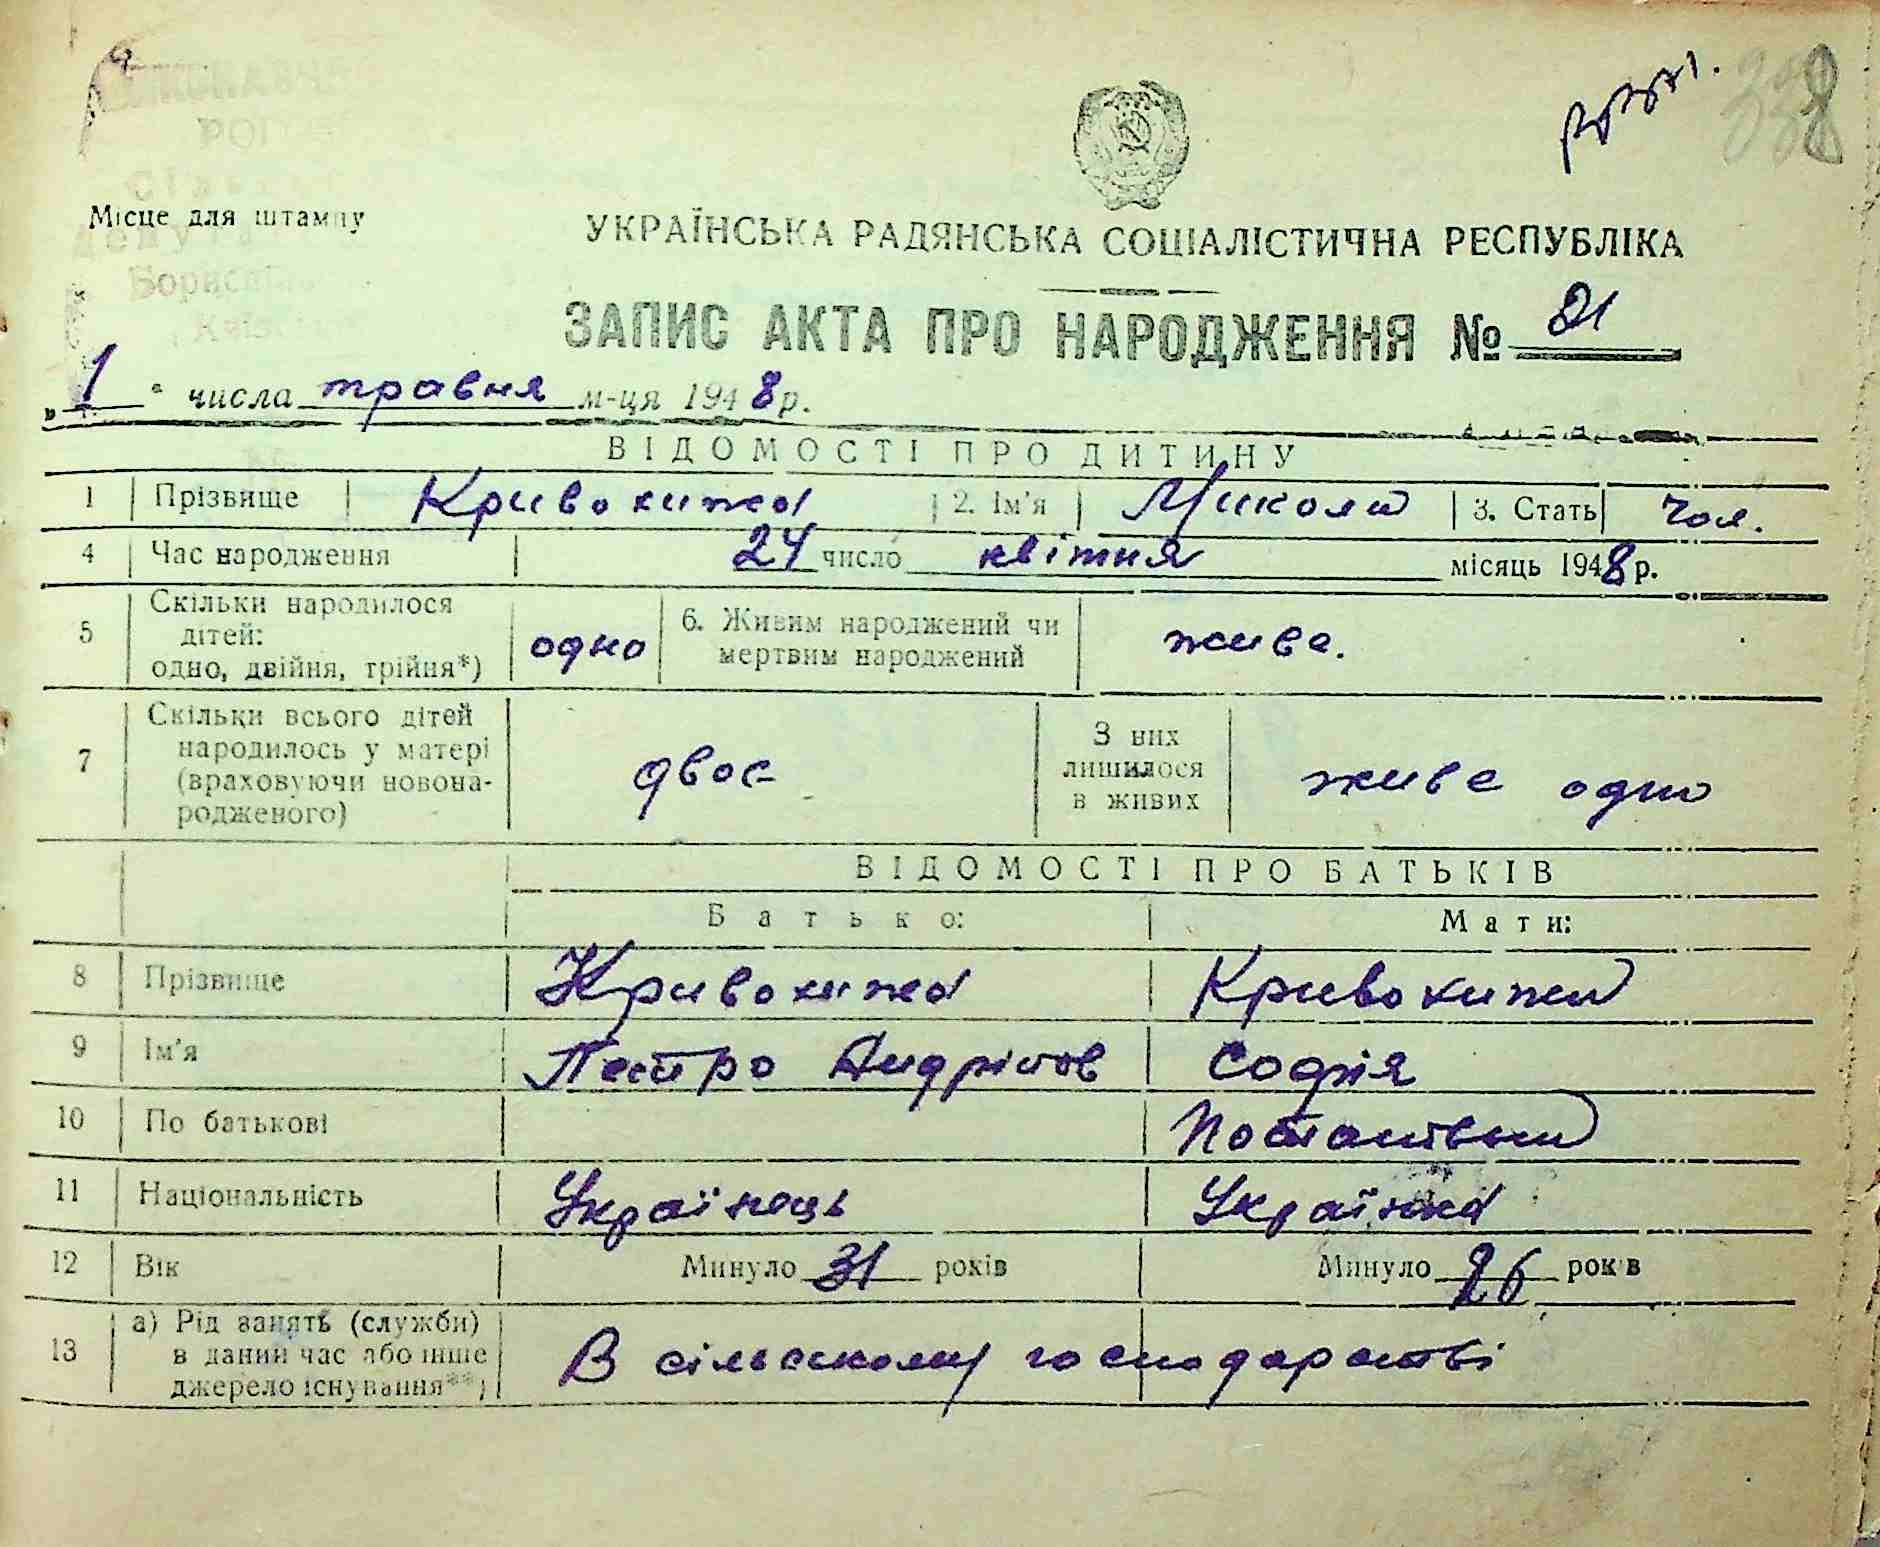 Місце для штампу
УКРАЇНСЬКА РАДЯНСЬКА СОЦІАЛІСТИЧНА РЕСПУБЛІКА
ЗАПИС АКТА ПРО НАРОДЖЕННЯ № 21
„1“ числа травня м-ця 1948 р.
ВІДОМОСТІ ПРО ДИТИНУ
1 Прізвище Кривохижа 2. Ім'я Микола 3. Стать чол.
4 Час народження 24 число квітня місяць 1948 р.
5 Скільки народилося дітей: одно, двійня, трійня*) одно 6. Живим народжений чи мертвим народжений живе.
7 Скільки всього дітей народилось у матері (враховуючи новонародженого) двоє З них лишилося в живих живе одно
ВІДОМОСТІ ПРО БАТЬКІВ
Батько: Мати:
8 Прізвище Кривохижа Кривохижа
9 Ім'я Петро Андріїов Софія
10 По батькові
11 Національність Українець Українка
12 Вік Минуло 31 років Минуло 26 років
13 а) Рід занять (служби) в даний час або інше джерело існування**) В сільському господарстві